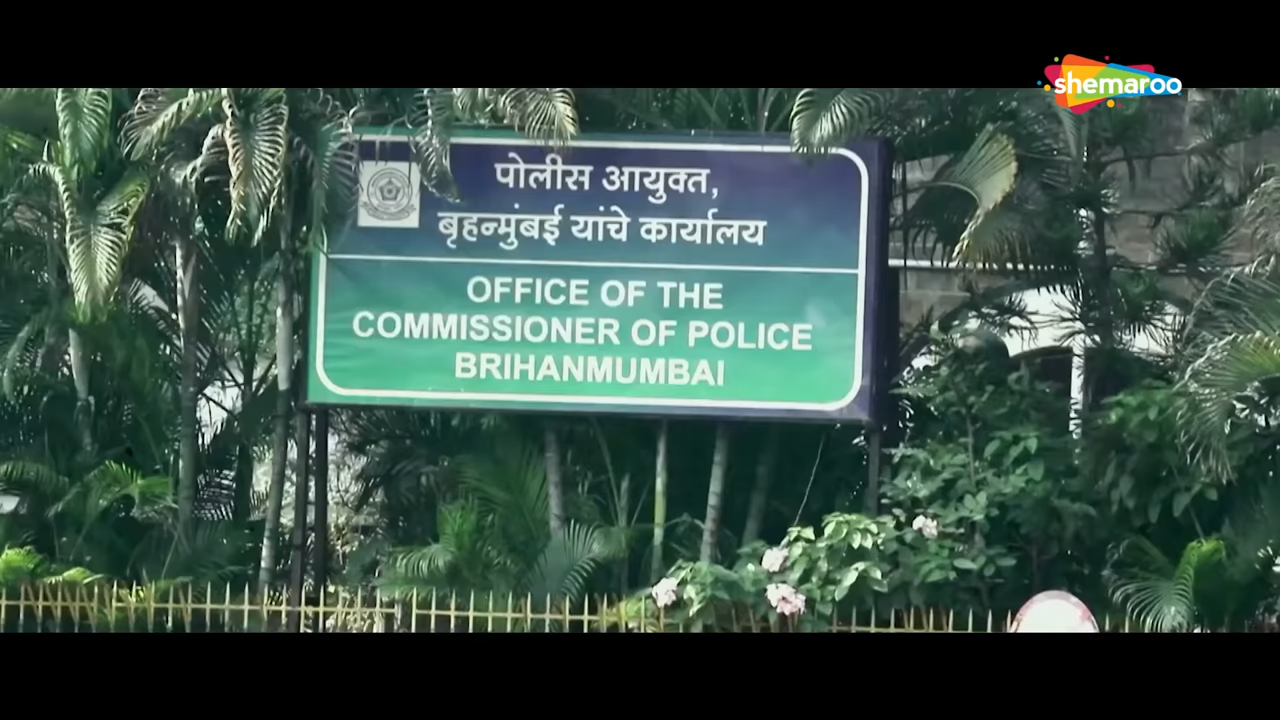 shemaroo
पोलीस आयुक्त,
बृहन्मुंबई यांचे कार्यालय
OFFICE OF THE
COMMISSIONER OF POLICE
BRIHANMUMBAI